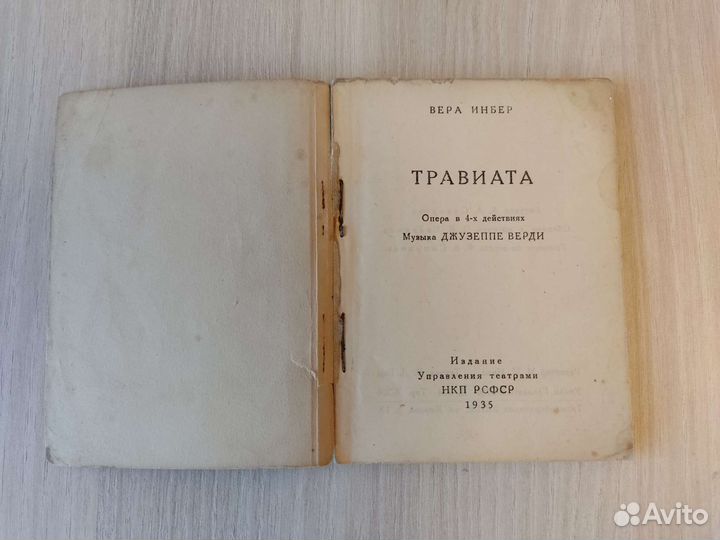 ВЕРА ИНБЕР
ТРАВИАТА
Опера в 4-х действиях
Музыка ДЖУЗЕППЕ ВЕРДИ
Издание
Управления театрами
НКП РСФСР
1935
Avito